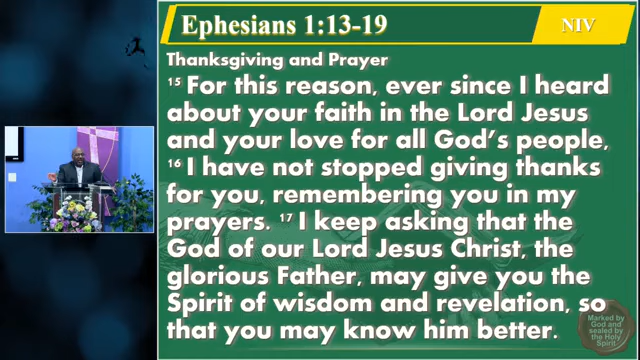 Ephesians 1:13-19
NIV
Thanksgiving and Prayer
15 For this reason, ever since I heard
about your faith in the Lord Jesus
and your love for all God's people,
16 I have not stopped giving thanks
for you, remembering you in my
prayers. 17 I keep asking that the
God of our Lord Jesus Christ, the
glorious Father, may give you the
Spirit of wisdom and revelation, so
that you may know him better.
Marked by
God and
sealed by
the Holy
Spirit